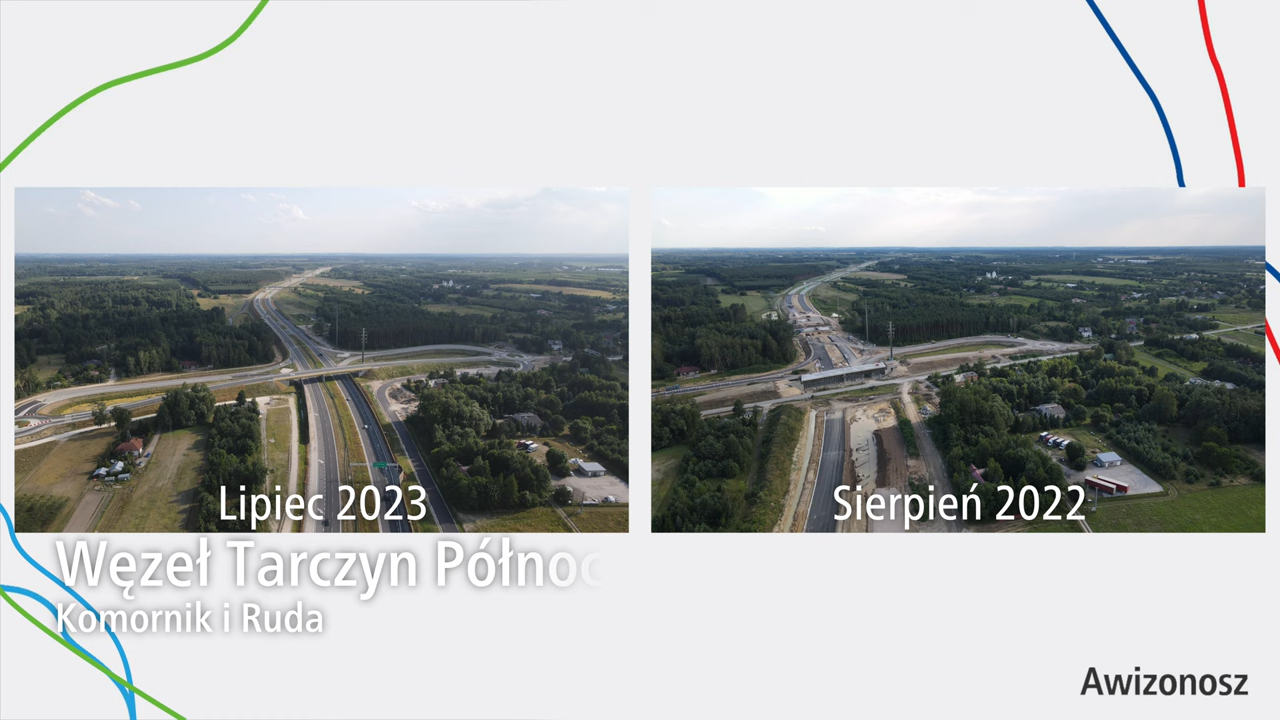 Lipiec 2023
Sierpień 2022
Węzeł Tarczyn Północ
Komornik i Ruda
Awizonosz